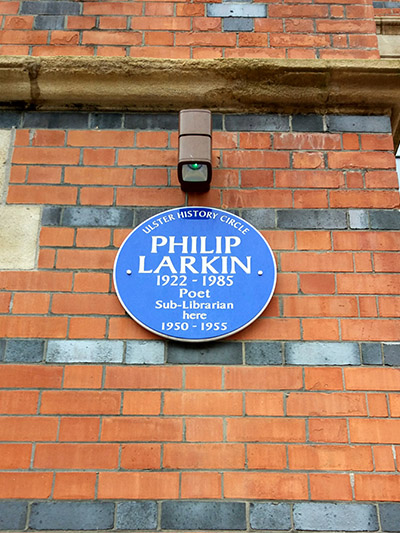 ULSTER HISTORY CIRCLE
PHILIP
LARKIN
1922 - 1985
Poet
Sub-Librarian
here
1950 - 1955